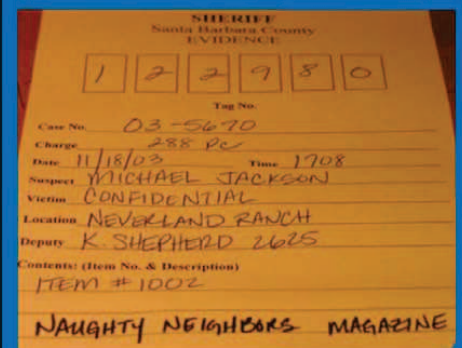 SHERIFF
Santa Barbara County
EVIDENCE
1 2 2 9 8 0
Tag No.
Case No. 03-5670
Charge 288 PC
Date 11/18/03 Time 1708
Suspect MICHAEL JACKSON
Victim CONFIDENTIAL
Location NEVERLAND RANCH
Deputy K. SHEPHERD 2625
Contents: (Item No. & Description)
ITEM #1002
NAUGHTY NEIGHBORS MAGAZINE